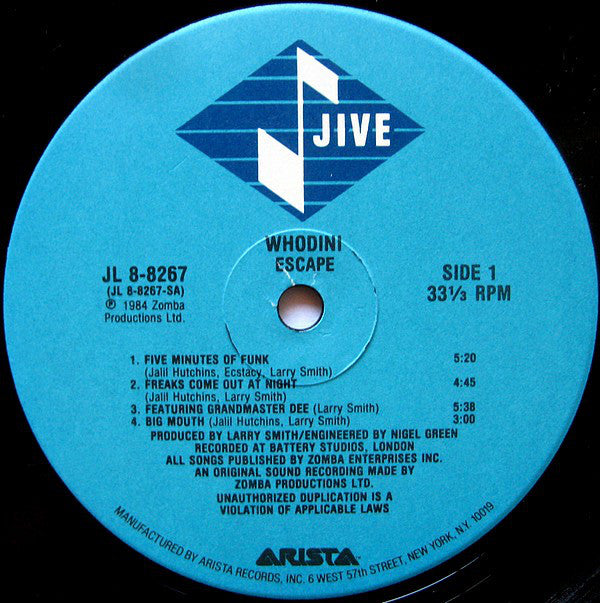 JIVE
WHODINI
ESCAPE
JL 8-8267
(JL 8-8267-SA)
℗ 1984 Zomba
Productions Ltd.
SIDE 1
33⅓ RPM
1. FIVE MINUTES OF FUNK 5:20
(Jalil Hutchins, Ecstacy, Larry Smith)
2. FREAKS COME OUT AT NIGHT 4:45
(Jalil Hutchins, Larry Smith)
3. FEATURING GRANDMASTER DEE (Larry Smith) 5:38
4. BIG MOUTH (Jalil Hutchins, Larry Smith) 3:00
PRODUCED BY LARRY SMITH/ENGINEERED BY NIGEL GREEN
RECORDED AT BATTERY STUDIOS, LONDON
ALL SONGS PUBLISHED BY ZOMBA ENTERPRISES INC.
AN ORIGINAL SOUND RECORDING MADE BY
ZOMBA PRODUCTIONS LTD.
UNAUTHORIZED DUPLICATION IS A
VIOLATION OF APPLICABLE LAWS
ARISTA
MANUFACTURED BY ARISTA RECORDS, INC. 6 WEST 57th STREET, NEW YORK, N.Y. 10019